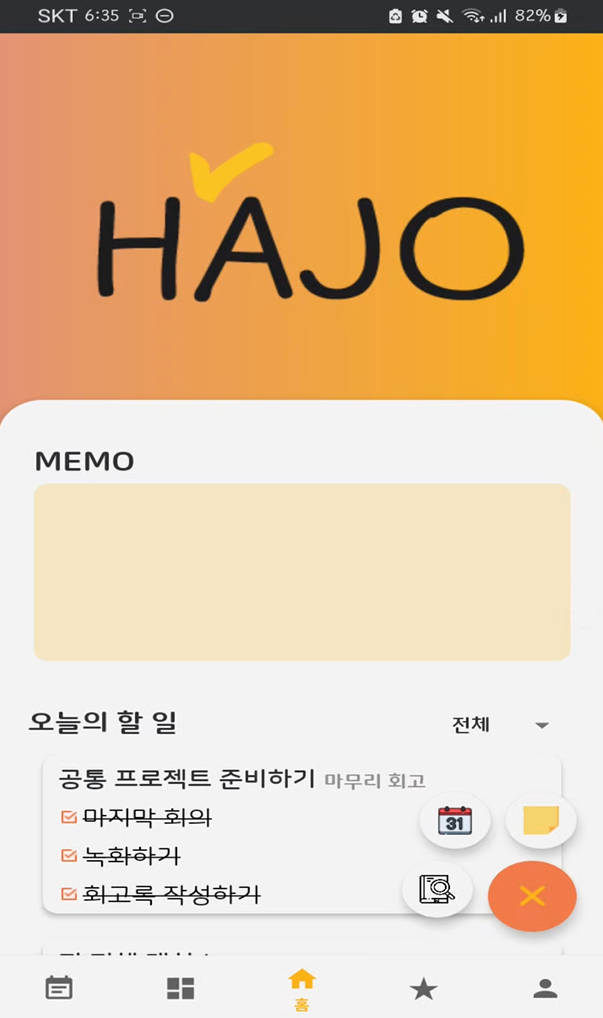 SKT 6:35 82%
HAJO
MEMO
오늘의 할 일 전체
공통 프로젝트 준비하기 마무리 회고
마지막 회의
녹화하기
회고록 작성하기
31
홈